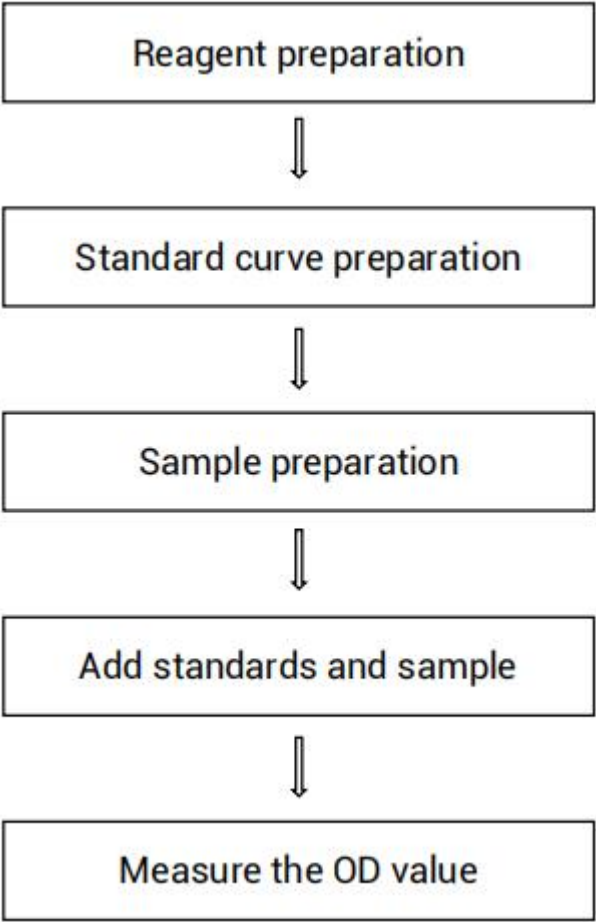 Reagent preparation
Standard curve preparation
Sample preparation
Add standards and sample
Measure the OD value